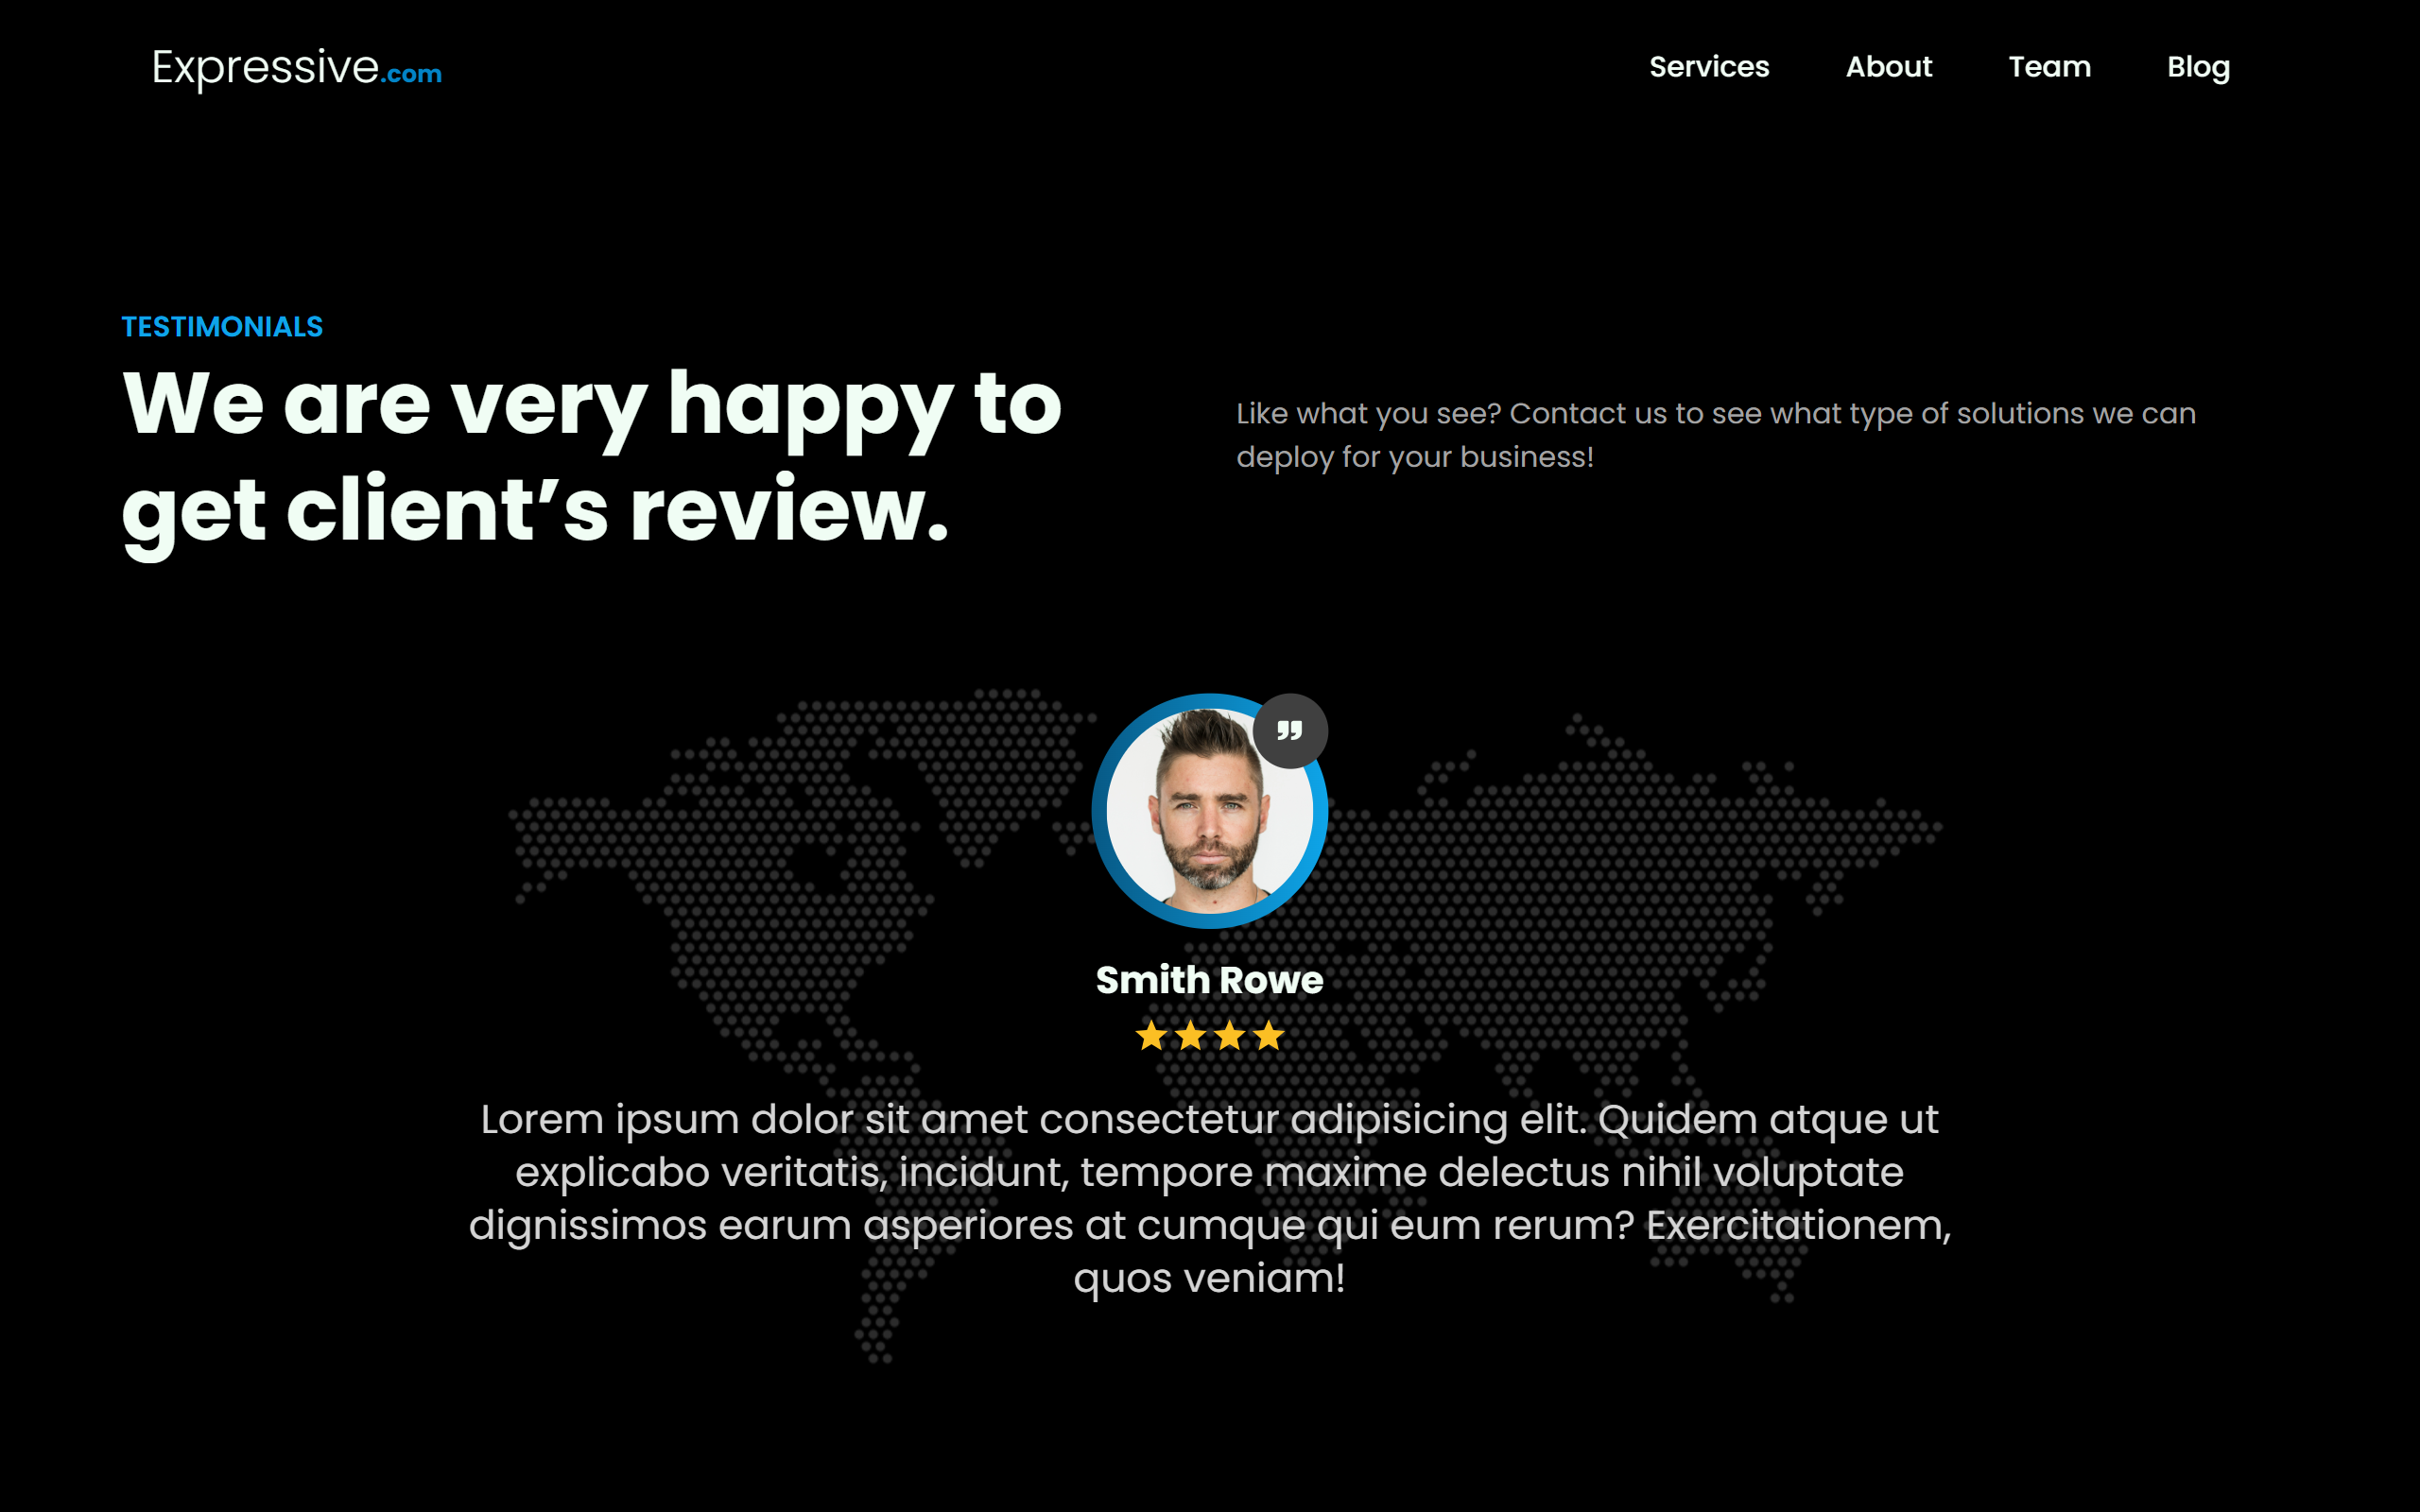 Expressive.com
Services About Team Blog
TESTIMONIALS
We are very happy to
get client’s review.
Like what you see? Contact us to see what type of solutions we can
deploy for your business!
Smith Rowe
Lorem ipsum dolor sit amet consectetur adipisicing elit. Quidem atque ut
explicabo veritatis, incidunt, tempore maxime delectus nihil voluptate
dignissimos earum asperiores at cumque qui eum rerum? Exercitationem,
quos veniam!